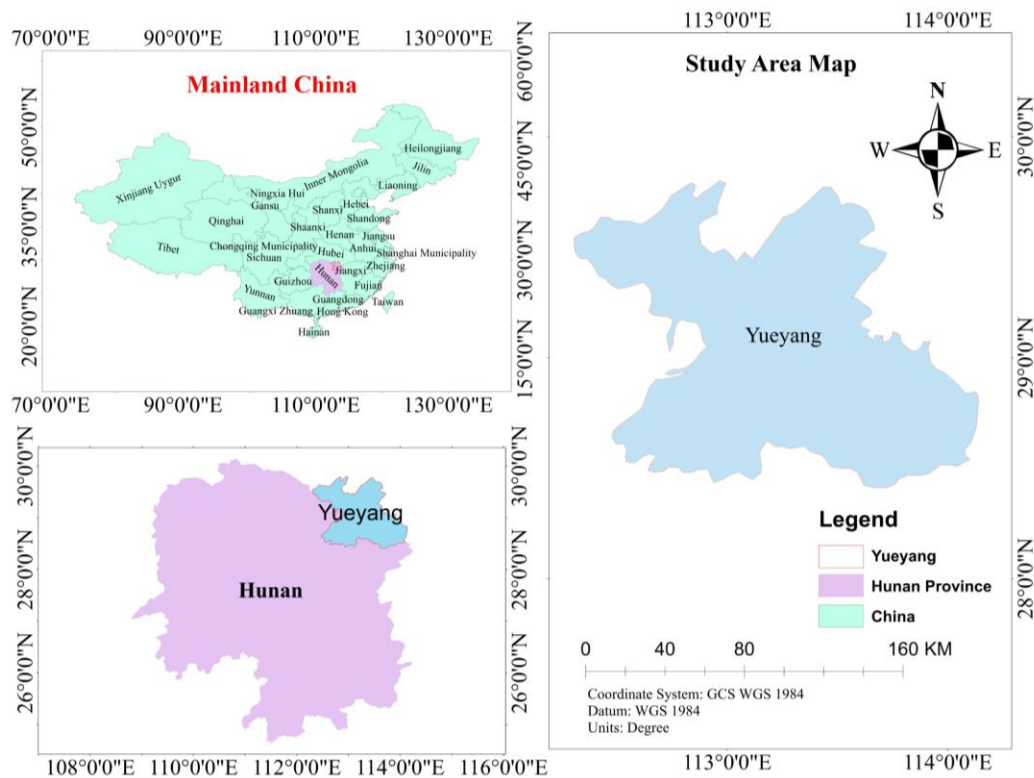 70°0'0"E 90°0'0"E 110°0'0"E 130°0'0"E
Mainland China
60°0'0"N
50°0'0"N
45°0'0"N
35°0'0"N
30°0'0"N
20°0'0"N
15°0'0"N
Heilongjiang
Jilin
Liaoning
Inner Mongolia
Xinjiang Uygur
Ningxia Hui
Gansu
Hebei
Shanxi
Shandong
Qinghai
Shaanxi
Henan
Jiangsu
Tibet
Chongqing Municipality
Sichuan
Hubei
Anhui
Shanghai Municipality
Zhejiang
Jiangxi
Hunan
Guizhou
Fujian
Yunnan
Guangdong
Taiwan
Guangxi Zhuang
Hong Kong
Hainan
70°0'0"E 90°0'0"E 110°0'0"E 130°0'0"E
30°0'0"N
30°0'0"N
28°0'0"N
28°0'0"N
26°0'0"N
26°0'0"N
Yueyang
Hunan
108°0'0"E 110°0'0"E 112°0'0"E 114°0'0"E 116°0'0"E
113°0'0"E 114°0'0"E
Study Area Map
N
W E
S
30°0'0"N
29°0'0"N
28°0'0"N
Yueyang
Legend
Yueyang
Hunan Province
China
0 40 80 160 KM
Coordinate System: GCS WGS 1984
Datum: WGS 1984
Units: Degree
113°0'0"E 114°0'0"E